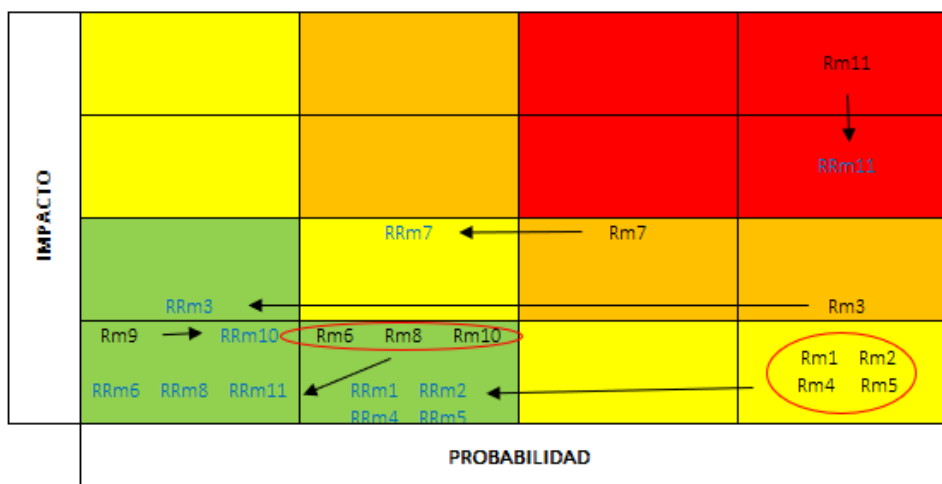 IMPACTO
Rm11
RRm11
RRm7 Rm7
RRm3 Rm3
Rm9 RRm10 Rm6 Rm8 Rm10
Rm1 Rm2
Rm4 Rm5
RRm6 RRm8 RRm11 RRm1 RRm2
RRm4 RRm5
PROBABILIDAD